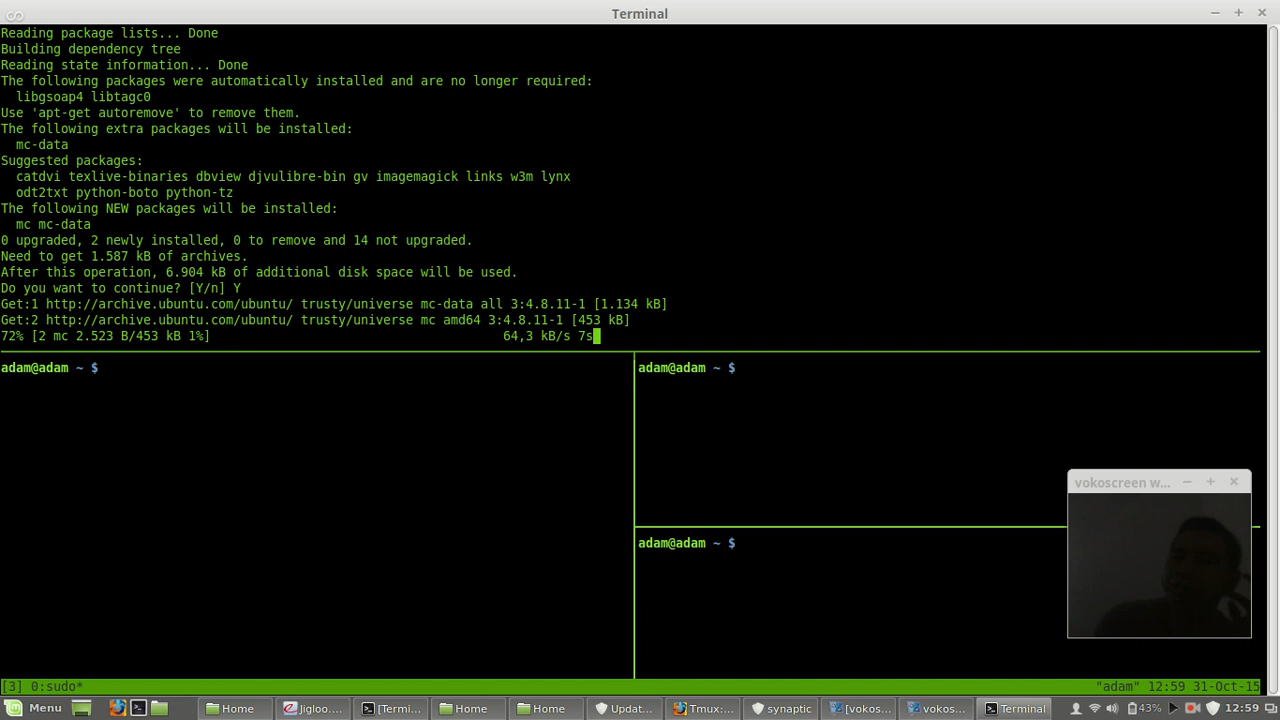 Terminal
Reading package lists... Done
Building dependency tree
Reading state information... Done
The following packages were automatically installed and are no longer required:
  libgsoap4 libtagc0
Use 'apt-get autoremove' to remove them.
The following extra packages will be installed:
  mc-data
Suggested packages:
  catdvi texlive-binaries dbview djvulibre-bin gv imagemagick links w3m lynx
  odt2txt python-boto python-tz
The following NEW packages will be installed:
  mc mc-data
0 upgraded, 2 newly installed, 0 to remove and 14 not upgraded.
Need to get 1.587 kB of archives.
After this operation, 6.904 kB of additional disk space will be used.
Do you want to continue? [Y/n] Y
Get:1 http://archive.ubuntu.com/ubuntu/ trusty/universe mc-data all 3:4.8.11-1 [1.134 kB]
Get:2 http://archive.ubuntu.com/ubuntu/ trusty/universe mc amd64 3:4.8.11-1 [453 kB]
72% [2 mc 2.523 B/453 kB 1%] 64,3 kB/s 7s
adam@adam ~ $
adam@adam ~ $
vokoscreen w...
adam@adam ~ $
[3] 0:sudo* "adam" 12:59 31-Oct-15
Menu Home Jigloo.... [Termi... Home Home Updat... Tmux:... synaptic [vokos... vokos... Terminal 43% 12:59